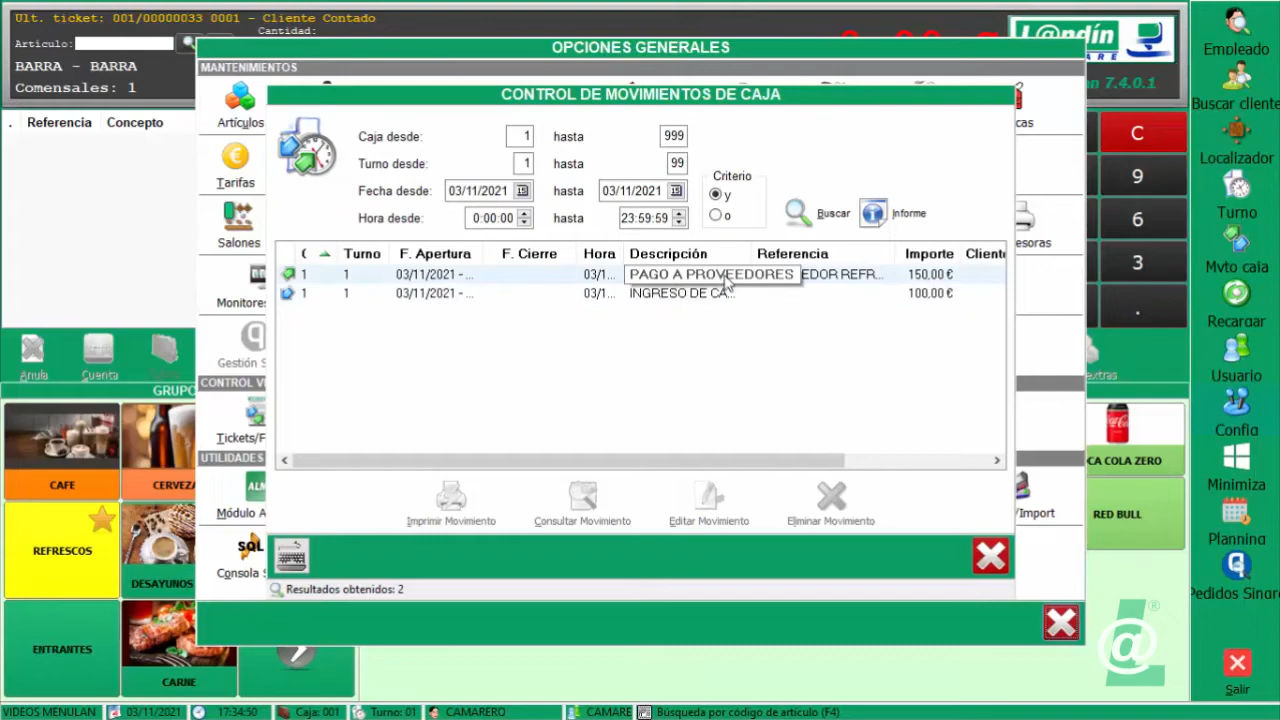 Ult. ticket: 001/00000033 0001 - Cliente Contado
Artículo:
Cantidad:
BARRA - BARRA
Comensales: 1
L@ndín
7.4.0.1
. Referencia Concepto
OPCIONES GENERALES
MANTENIMIENTOS
Artículos
Tarifas
Salones
Monitores
Gestión S
CONTROL V
Tickets/F
UTILIDADES
Módulo A
SQL
Consola S
CONTROL DE MOVIMIENTOS DE CAJA
Caja desde: 1 hasta 999
Turno desde: 1 hasta 99
Fecha desde: 03/11/2021 15 hasta 03/11/2021 15
Hora desde: 0:00:00 hasta 23:59:59
Criterio
y
o
Buscar
Informe
Turno F. Apertura F. Cierre Hora Descripción Referencia Importe Cliente
1 1 03/11/2021 - ... 03/1... PAGO A PROVEEDORES EDOR REFR... 150,00 €
1 1 03/11/2021 - ... 03/1... INGRESO DE CA... 100,00 €
Imprimir Movimiento
Consultar Movimiento
Editar Movimiento
Eliminar Movimiento
Resultados obtenidos: 2
Anula
Cuenta
GRUPO
CAFE
CERVEZA
REFRESCOS
DESAYUNOS
ENTRANTES
CARNE
cas
soras
/Import
extras
C
9
6
3
.
CA COLA ZERO
RED BULL
Empleado
Buscar cliente
Localizador
Turno
Mvto caja
Recargar
Usuario
Config
Minimiza
Planning
Pedidos Sinare
Salir
VIDEOS MENULAN
03/11/2021
17:34:50
Caja: 001
Turno: 01
CAMARERO
CAMARE
Búsqueda por código de artículo (F4)